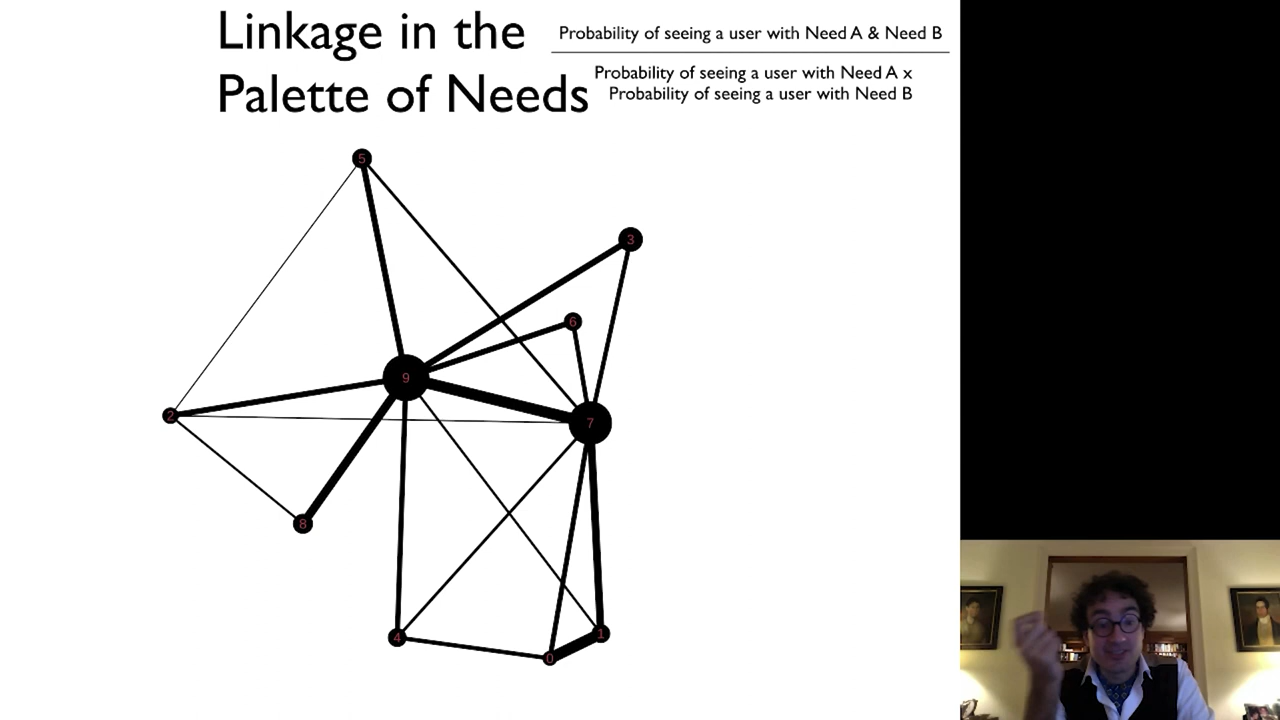 Linkage in the
Palette of Needs
Probability of seeing a user with Need A & Need B
Probability of seeing a user with Need A x
Probability of seeing a user with Need B
5
3
6
9
2
7
8
4
1
0